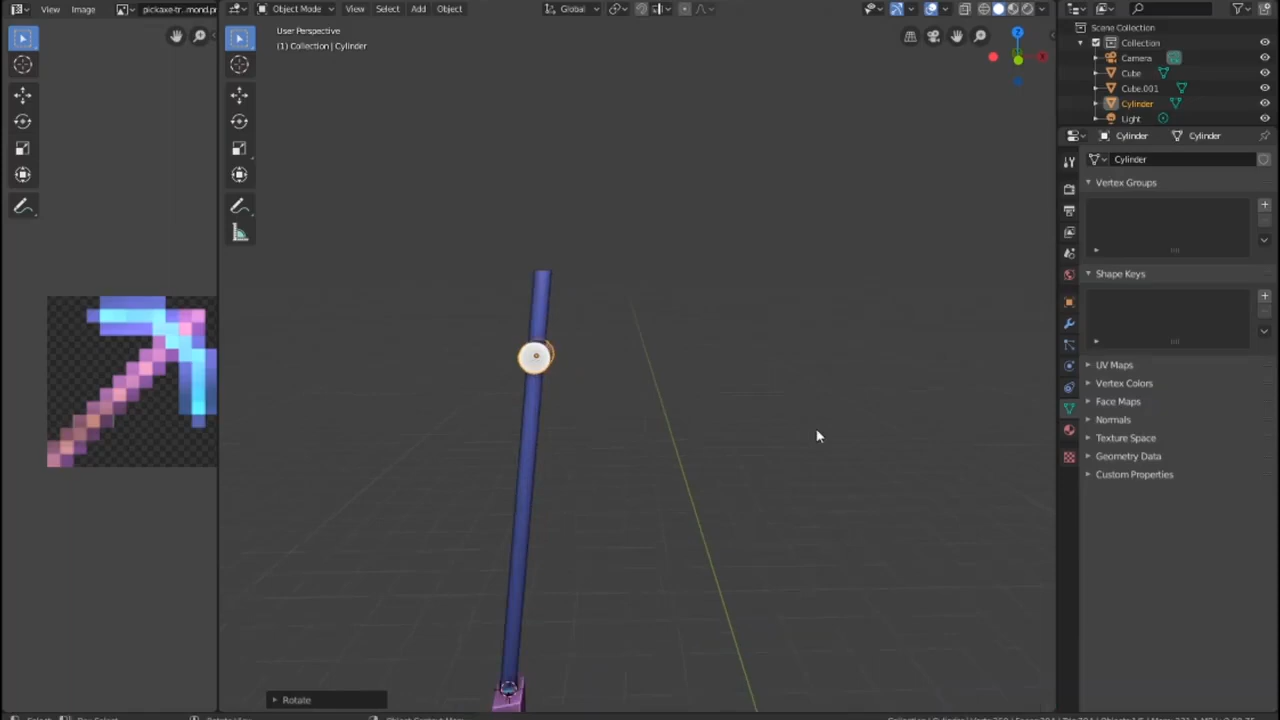 View Image pickaxe-tr...mond.p
Object Mode View Select Add Object Global
User Perspective
(1) Collection | Cylinder
Z
X
Rotate
Scene Collection
Collection
Camera
Cube
Cube.001
Cylinder
Light
Cylinder Cylinder
Cylinder
Vertex Groups
Shape Keys
UV Maps
Vertex Colors
Face Maps
Normals
Texture Space
Geometry Data
Custom Properties